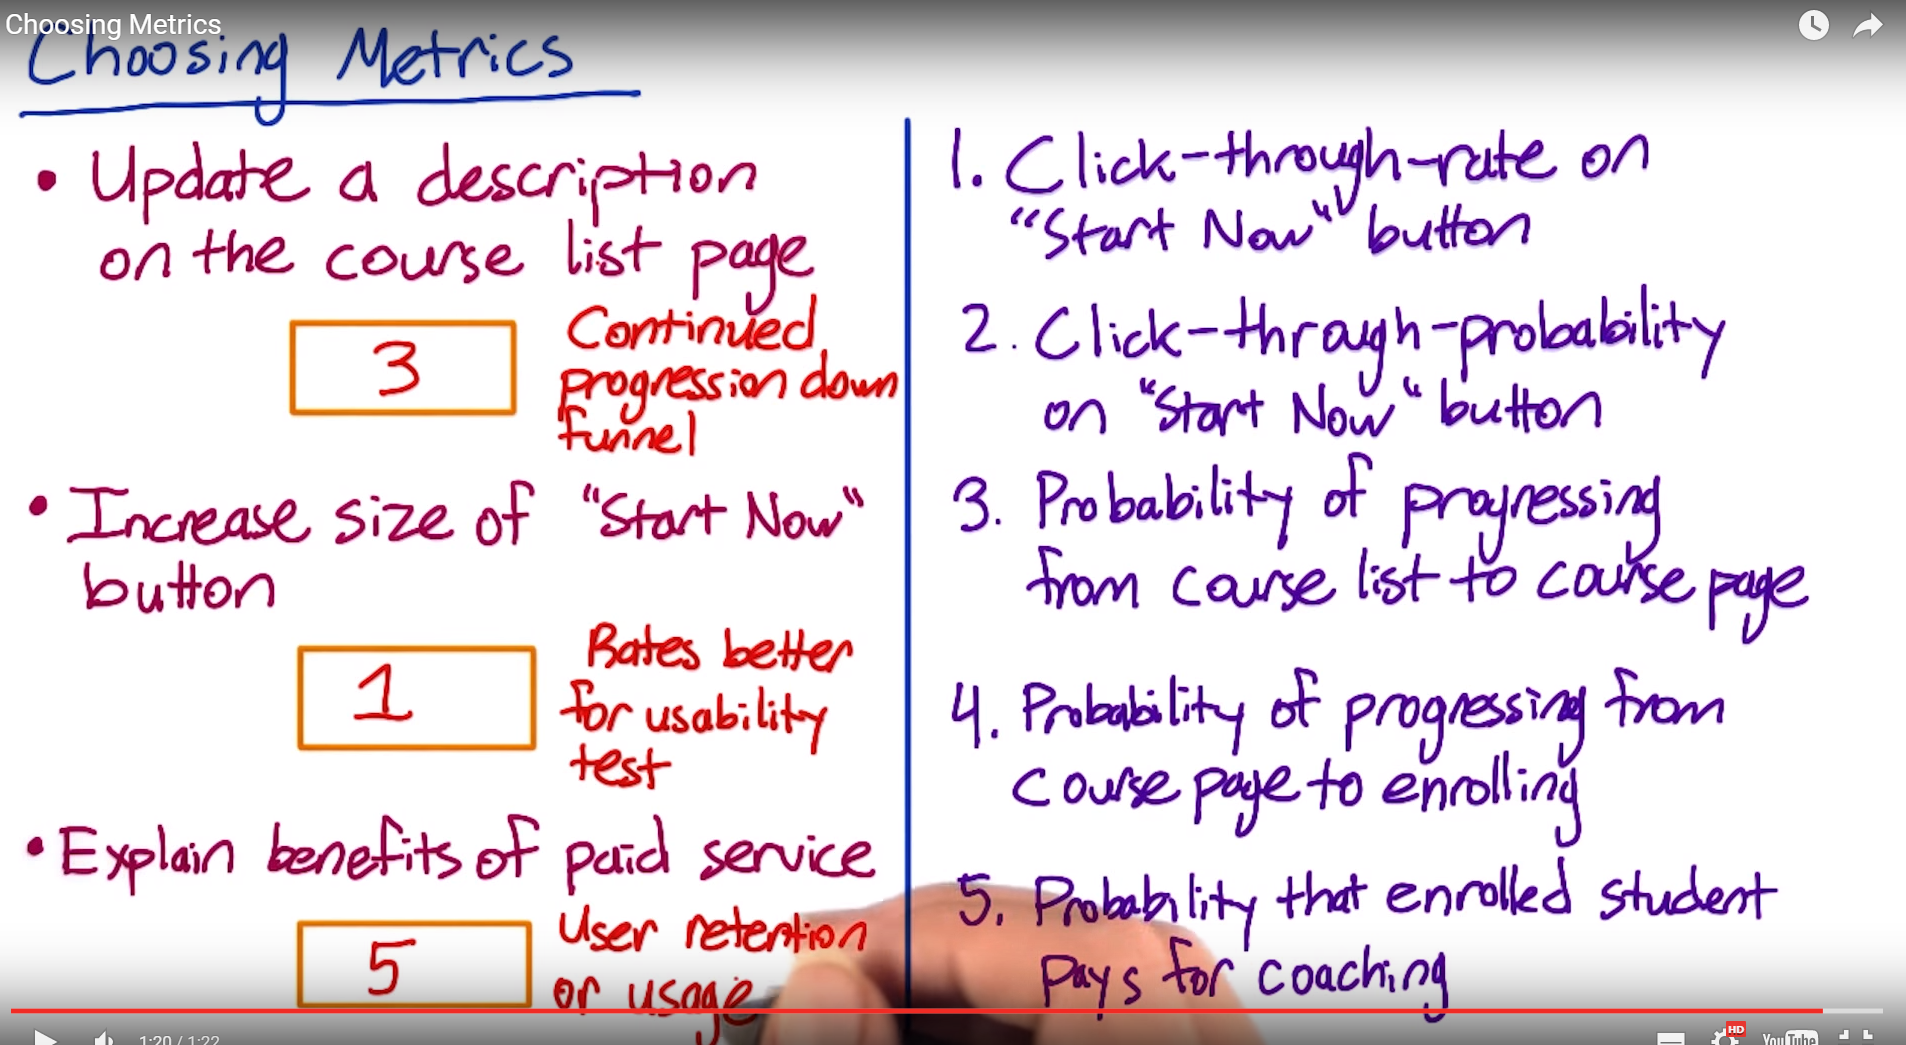 Choosing Metrics
Choosing Metrics
• Update a description
on the course list page
3
Continued
progression down
funnel
• Increase size of "Start Now"
button
1
Rates better
for usability
test
• Explain benefits of paid service
5
User retention
or usage
1. Click-through-rate on
"Start Now" button
2. Click-through-probability
on "Start Now" button
3. Probability of progressing
from course list to course page
4. Probability of progressing from
course page to enrolling
5. Probability that enrolled student
pays for coaching
1:20 / 1:22
HD
YouTube